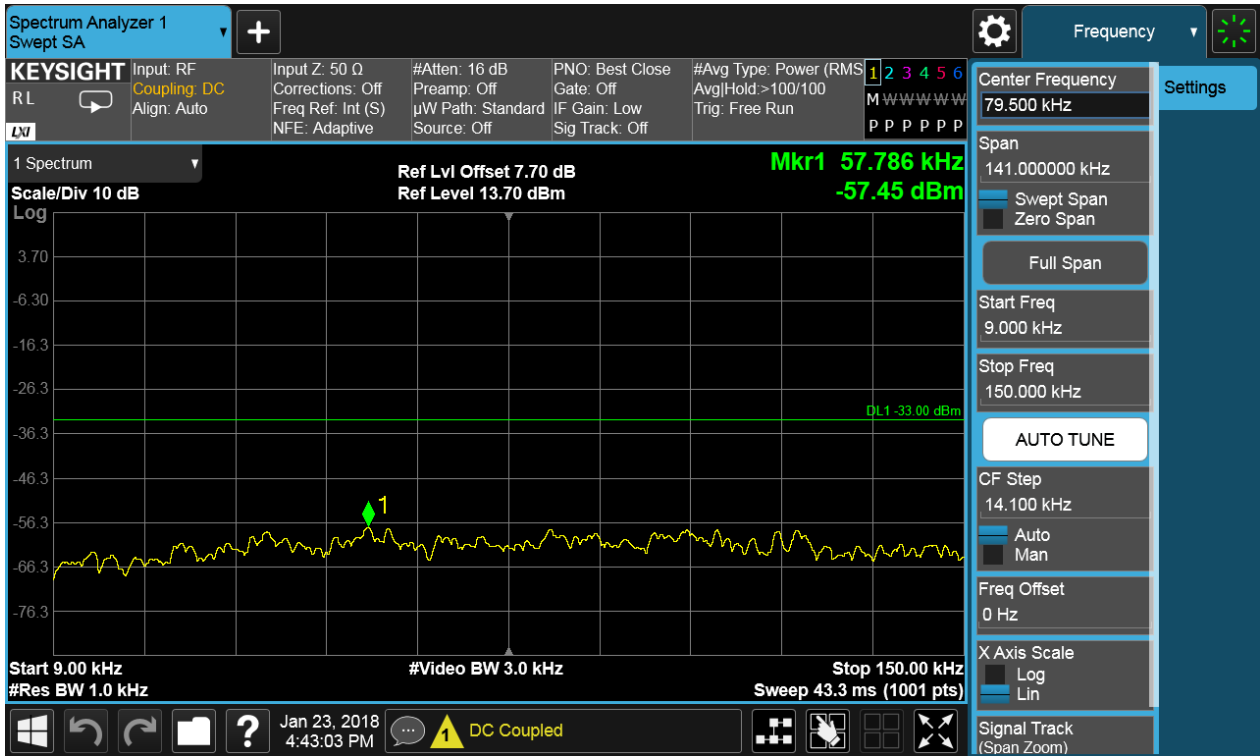 Spectrum Analyzer 1
Swept SA
Frequency
KEYSIGHT
RL
LXI
Input: RF
Coupling: DC
Align: Auto
Input Z: 50 Ω
Corrections: Off
Freq Ref: Int (S)
NFE: Adaptive
#Atten: 16 dB
Preamp: Off
µW Path: Standard
Source: Off
PNO: Best Close
Gate: Off
IF Gain: Low
Sig Track: Off
#Avg Type: Power (RMS
Avg|Hold:>100/100
Trig: Free Run
1 2 3 4 5 6
M W W W W W
P P P P P P
1 Spectrum
Scale/Div 10 dB
Ref Lvl Offset 7.70 dB
Ref Level 13.70 dBm
Mkr1 57.786 kHz
-57.45 dBm
Log
3.70
-6.30
-16.3
-26.3
DL1 -33.00 dBm
-36.3
-46.3
1
-56.3
-66.3
-76.3
Start 9.00 kHz
#Video BW 3.0 kHz
Stop 150.00 kHz
#Res BW 1.0 kHz
Sweep 43.3 ms (1001 pts)
Center Frequency
79.500 kHz
Span
141.000000 kHz
Swept Span
Zero Span
Full Span
Start Freq
9.000 kHz
Stop Freq
150.000 kHz
AUTO TUNE
CF Step
14.100 kHz
Auto
Man
Freq Offset
0 Hz
X Axis Scale
Log
Lin
Signal Track
(Span Zoom)
Settings
?
Jan 23, 2018
4:43:03 PM
1
DC Coupled